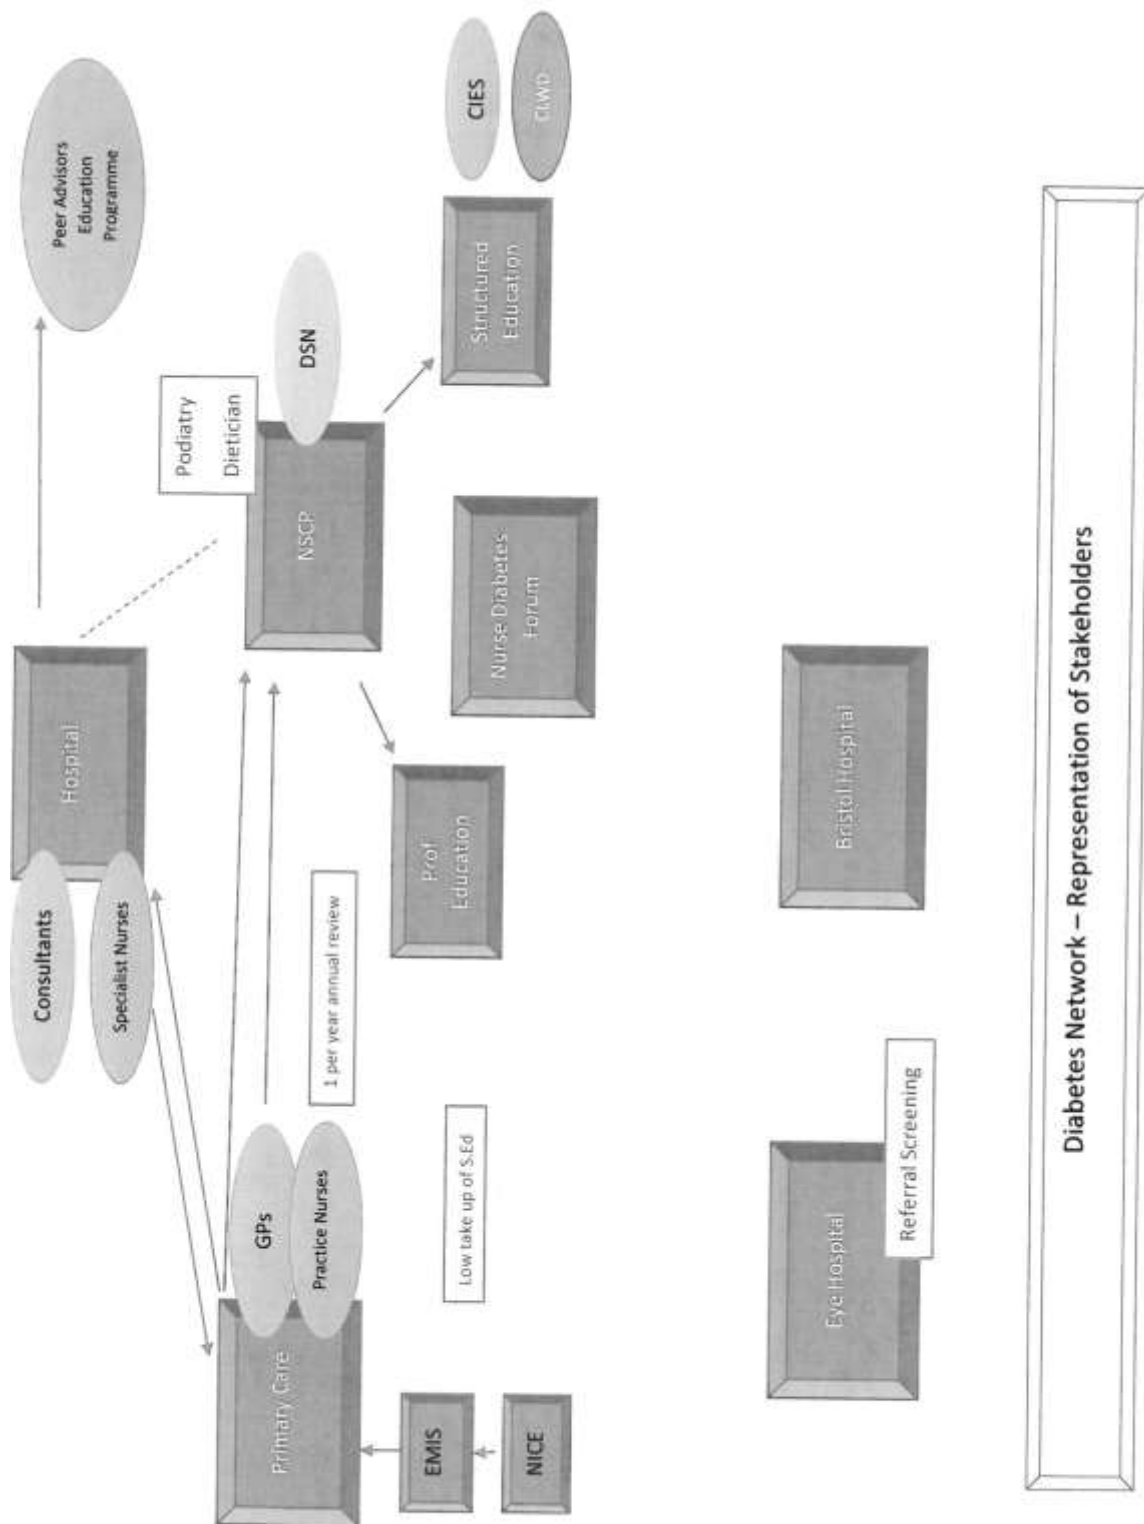 Consultants
Specialist Nurses
Hospital
Peer Advisors
Education
Programme
Primary Care
GPs
Practice Nurses
Podiatry
Dietician
NSCP
DSN
1 per year annual review
EMIS
NICE
Low take up of S.Ed
Prof
Education
Nurse Diabetes
Forum
Structured
Education
CIES
CLWD
Eye Hospital
Referral Screening
Bristol Hospital
Diabetes Network – Representation of Stakeholders